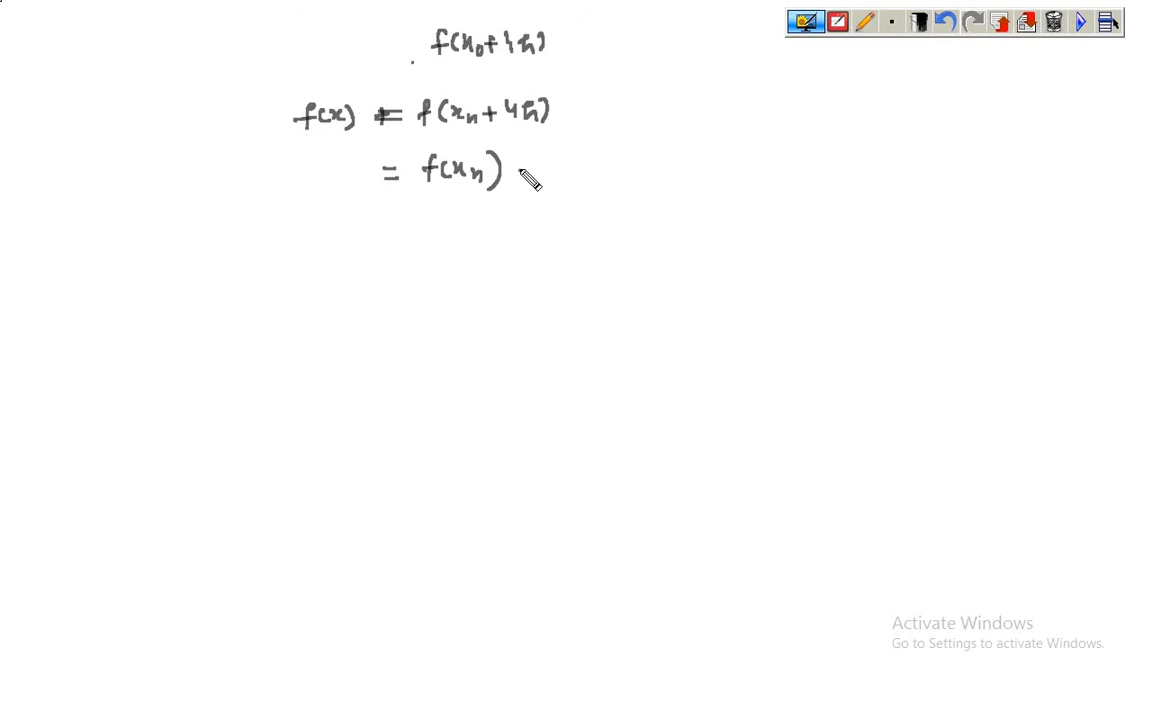 f(x₀+4h)
f(x) = f(xₙ+4h)
= f(xₙ)
Activate Windows
Go to Settings to activate Windows.